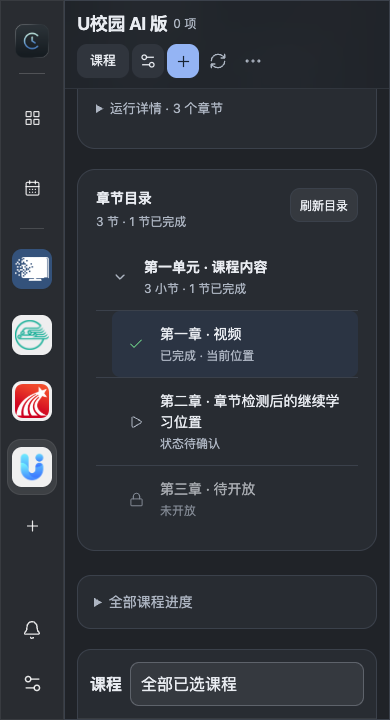 U校园 AI 版 0 项
课程
运行详情 · 3 个章节
章节目录
刷新目录
3 节 · 1 节已完成
第一单元 · 课程内容
3 小节 · 1 节已完成
第一章 · 视频
已完成 · 当前位置
第二章 · 章节检测后的继续学
习位置
状态待确认
第三章 · 待开放
未开放
全部课程进度
课程 全部已选课程